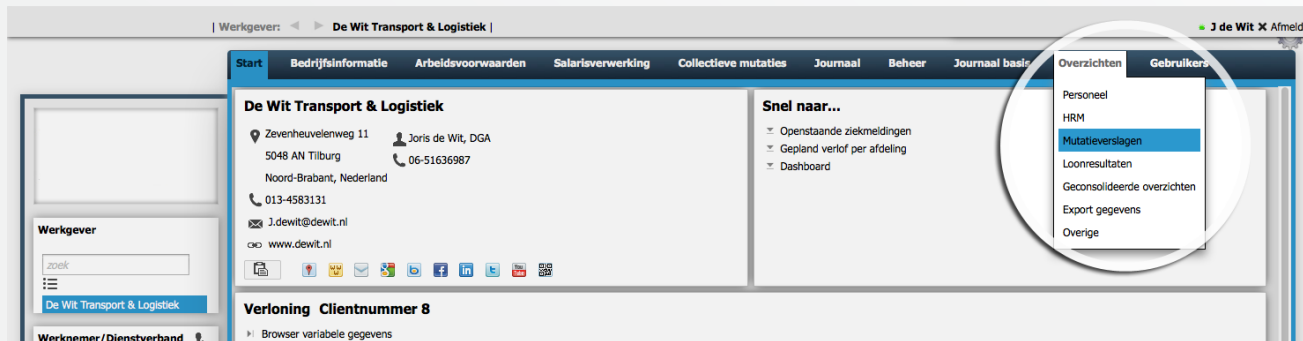 | Werkgever: De Wit Transport & Logistiek |
J de Wit ✕ Afmeld
Start Bedrijfsinformatie Arbeidsvoorwaarden Salarisverwerking Collectieve mutaties Journaal Beheer Journaal basis Overzichten Gebruikers
Personeel
HRM
Mutatieverslagen
Loonresultaten
Geconsolideerde overzichten
Export gegevens
Overige
De Wit Transport & Logistiek
Zevenheuvelenweg 11
5048 AN Tilburg
Noord-Brabant, Nederland
Joris de Wit, DGA
06-51636987
013-4583131
J.dewit@dewit.nl
www.dewit.nl
Snel naar...
Openstaande ziekmeldingen
Gepland verlof per afdeling
Dashboard
Werkgever
zoek
De Wit Transport & Logistiek
Werknemer/Dienstverband
Verloning Clientnummer 8
Browser variabele gegevens